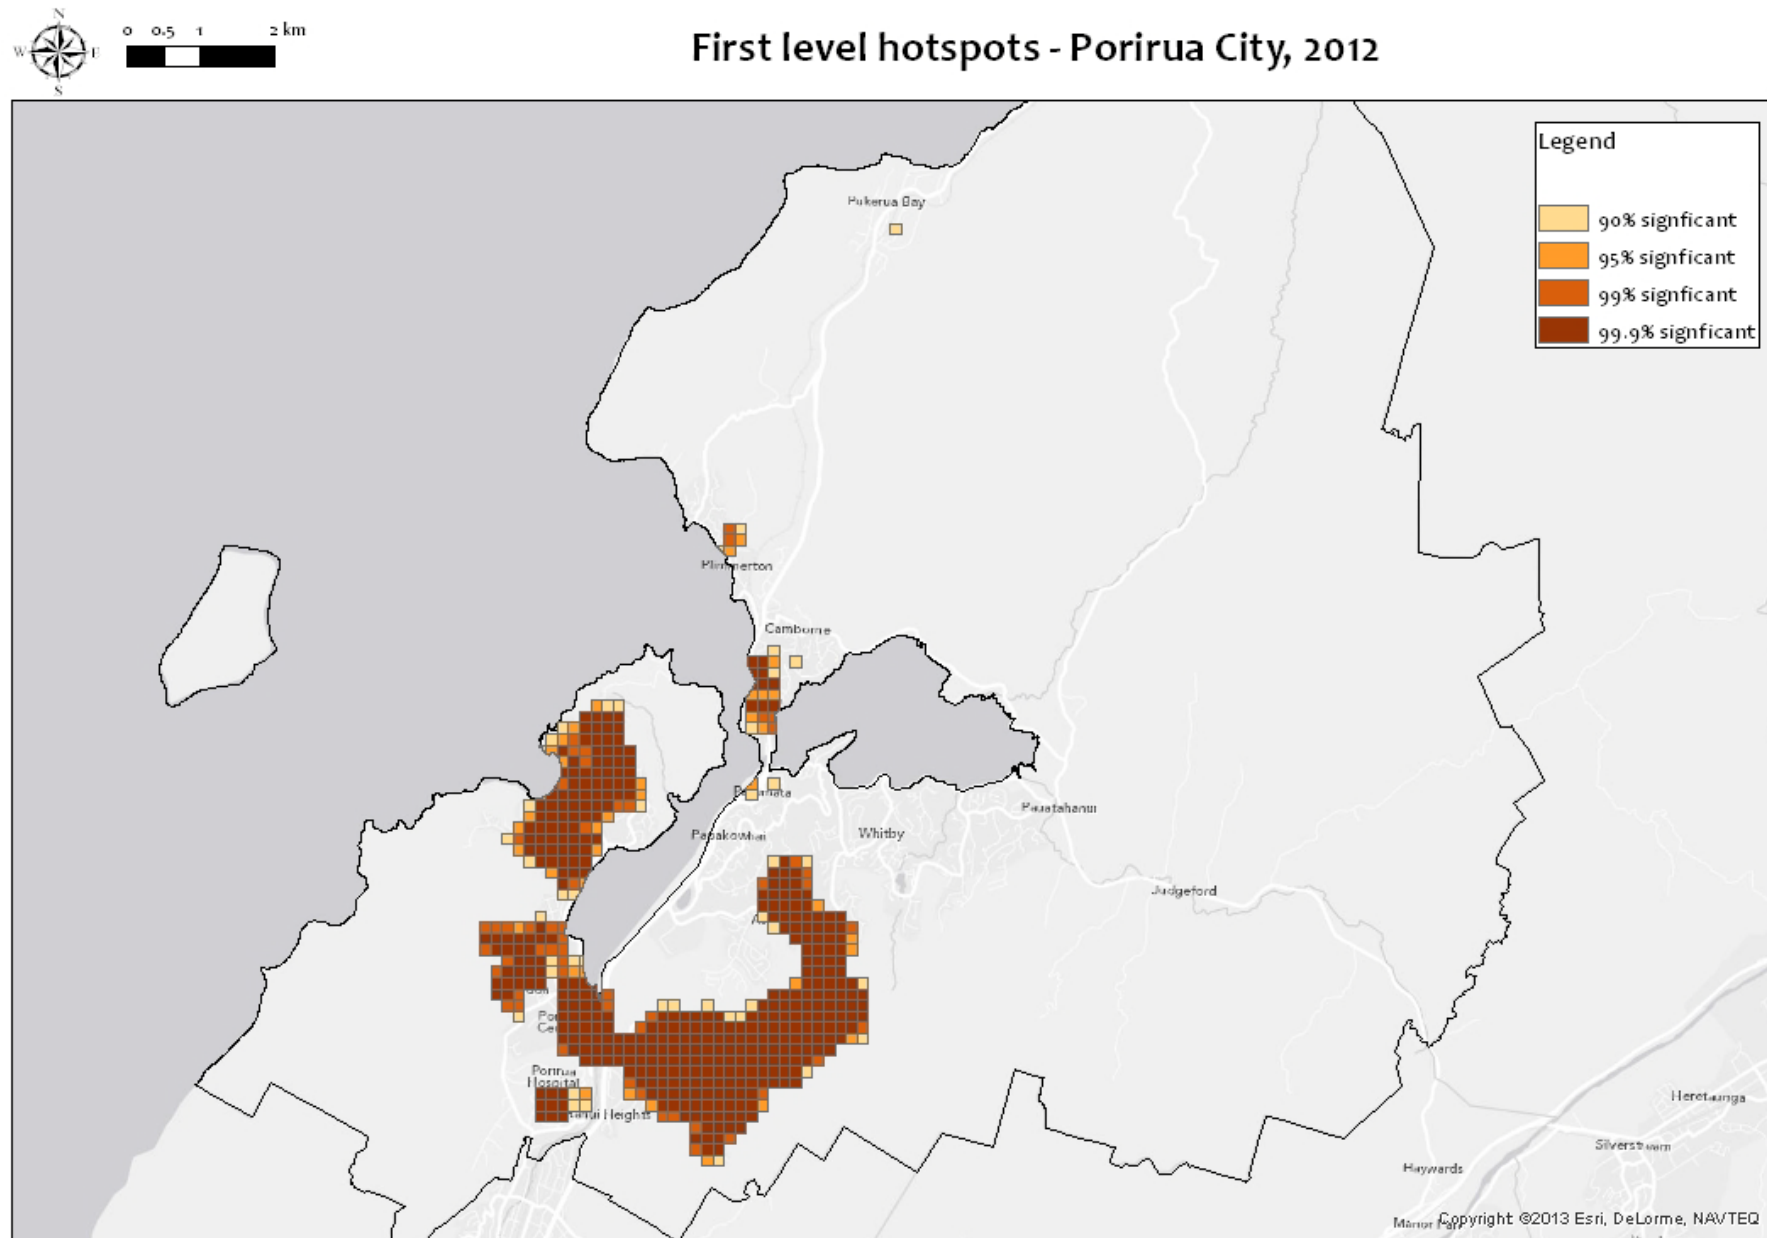 N
W E
S
0 0.5 1 2 km
First level hotspots - Porirua City, 2012
Legend
90% signficant
95% signficant
99% signficant
99.9% signficant
Pukerua Bay
Plimmerton
Camborne
Pauatahanui
Whitby
Judgeford
Porirua
Hospital
Heights
Heretaunga
Silverstream
Haywards
Copyright ©2013 Esri, DeLorme, NAVTEQ